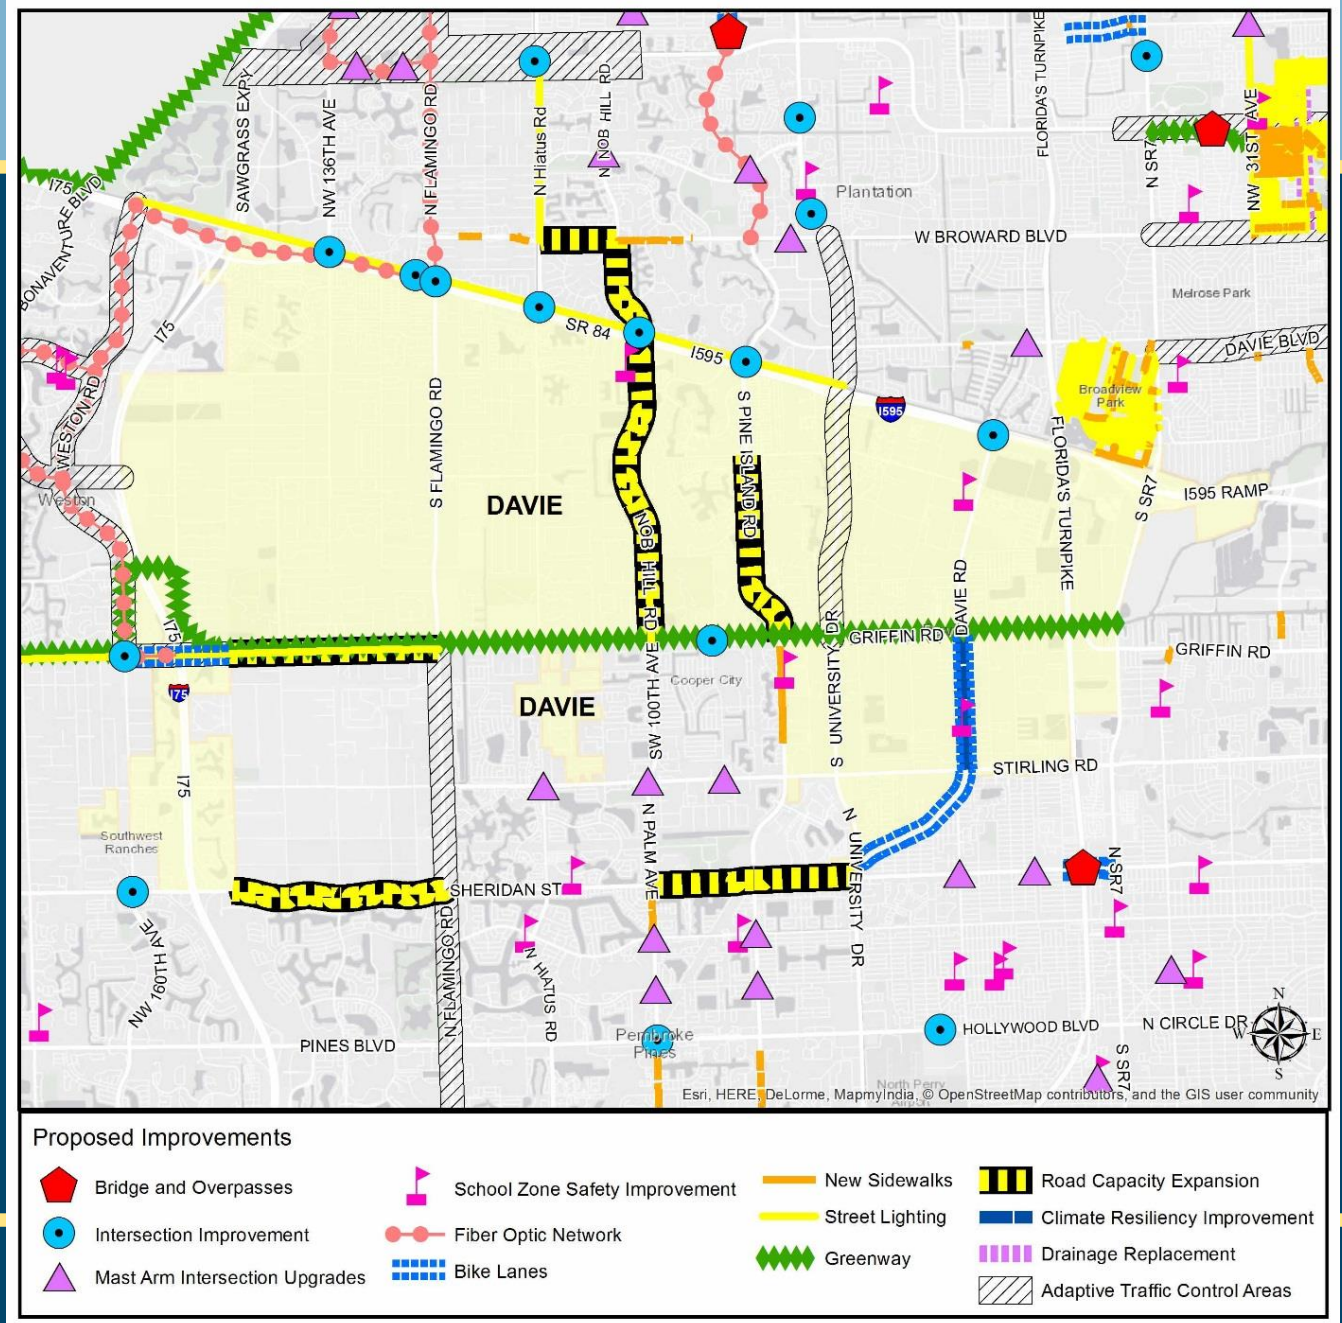 SAWGRASS EXPY
NW 136TH AVE
N FLAMINGO RD
N Hiatus Rd
N NOB HILL RD
FLORIDA'S TURNPIKE
N SR7
NW 31ST AVE
Plantation
W BROWARD BLVD
I75
BONAVENTURE BLVD
Melrose Park
I75
SR 84
I595
DAVIE BLVD
Broadview
Park
I595
WESTON RD
Weston
S FLAMINGO RD
DAVIE
NOB HILL RD
S PINE ISLAND RD
FLORIDA'S TURNPIKE
S SR7
I595 RAMP
DAVIE RD
I75
GRIFFIN RD
GRIFFIN RD
I75
DAVIE
SW 100TH AVE
Cooper City
S UNIVERSITY DR
STIRLING RD
I75
Southwest
Ranches
N PALM AVE
N UNIVERSITY DR
SHERIDAN ST
N SR7
NW 160TH AVE
N FLAMINGO RD
N HIATUS RD
PINES BLVD
Pembroke
Pines
HOLLYWOOD BLVD
N CIRCLE DR
S SR7
North Perry
Airport
N
W E
S
Esri, HERE, DeLorme, MapmyIndia, © OpenStreetMap contributors, and the GIS user community
Proposed Improvements
Bridge and Overpasses
Intersection Improvement
Mast Arm Intersection Upgrades
School Zone Safety Improvement
Fiber Optic Network
Bike Lanes
New Sidewalks
Street Lighting
Greenway
Road Capacity Expansion
Climate Resiliency Improvement
Drainage Replacement
Adaptive Traffic Control Areas